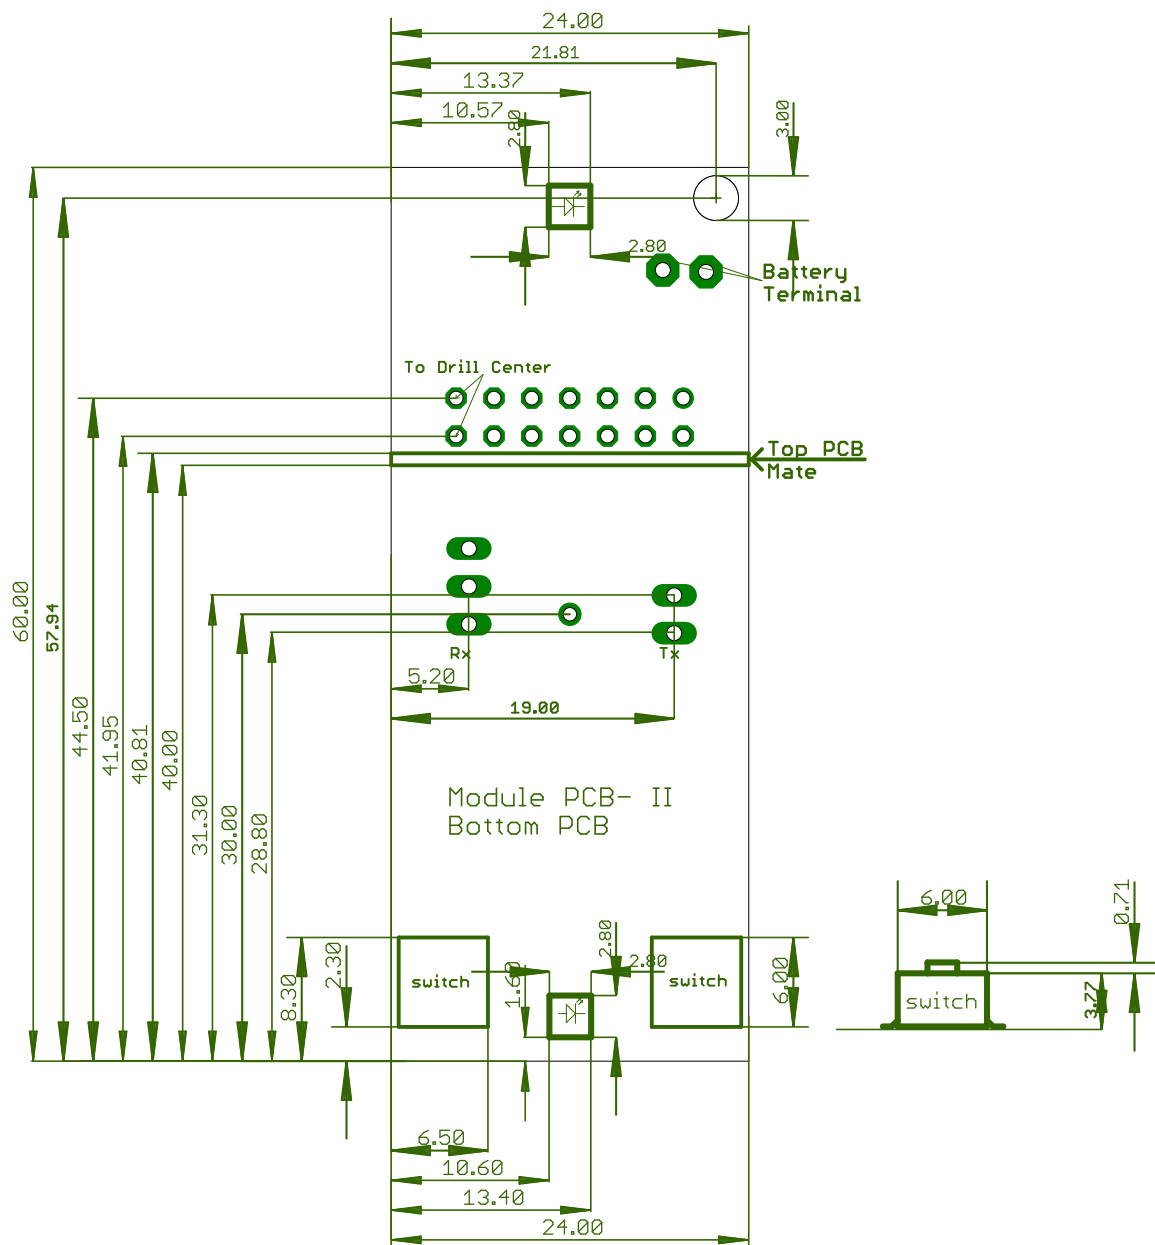 24.00
21.81
13.37
10.57
2.80
3.00
2.80
Battery
Terminal
To Drill Center
Top PCB
Mate
60.00
57.94
44.50
41.95
40.81
40.00
31.30
30.00
28.80
Rx
Tx
5.20
19.00
Module PCB- II
Bottom PCB
8.30
2.30
switch
1.60
2.80
2.80
switch
6.00
6.00
0.71
switch
3.77
6.50
10.60
13.40
24.00